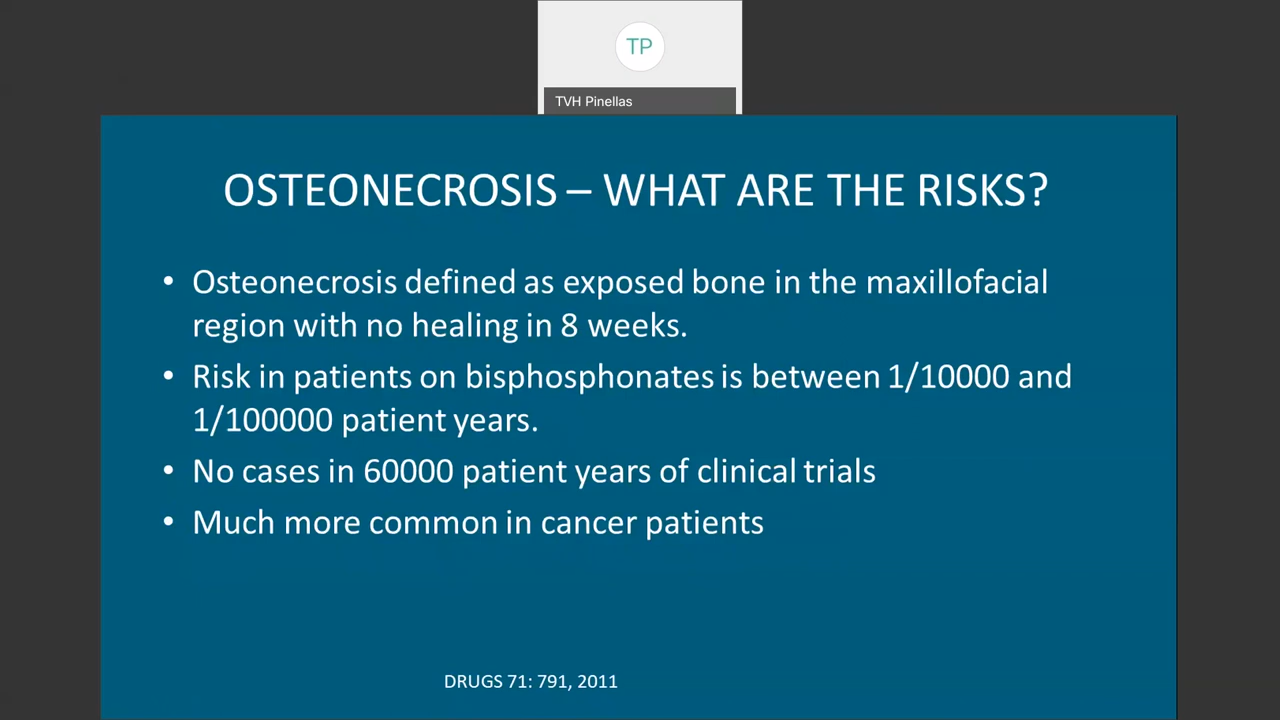 TP
TVH Pinellas
OSTEONECROSIS – WHAT ARE THE RISKS?
• Osteonecrosis defined as exposed bone in the maxillofacial
region with no healing in 8 weeks.
• Risk in patients on bisphosphonates is between 1/10000 and
1/100000 patient years.
• No cases in 60000 patient years of clinical trials
• Much more common in cancer patients
DRUGS 71: 791, 2011